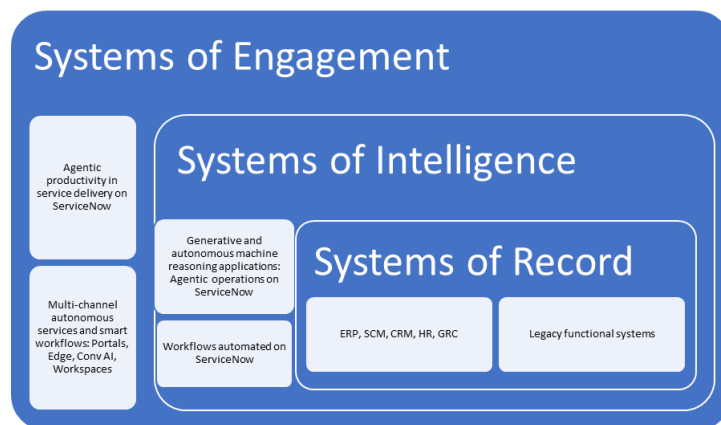 Systems of Engagement
Agentic
productivity in
service delivery on
ServiceNow
Multi-channel
autonomous
services and smart
workflows: Portals,
Edge, Conv AI,
Workspaces
Systems of Intelligence
Generative and
autonomous machine
reasoning applications:
Agentic operations on
ServiceNow
Workflows automated on
ServiceNow
Systems of Record
ERP, SCM, CRM, HR, GRC
Legacy functional systems